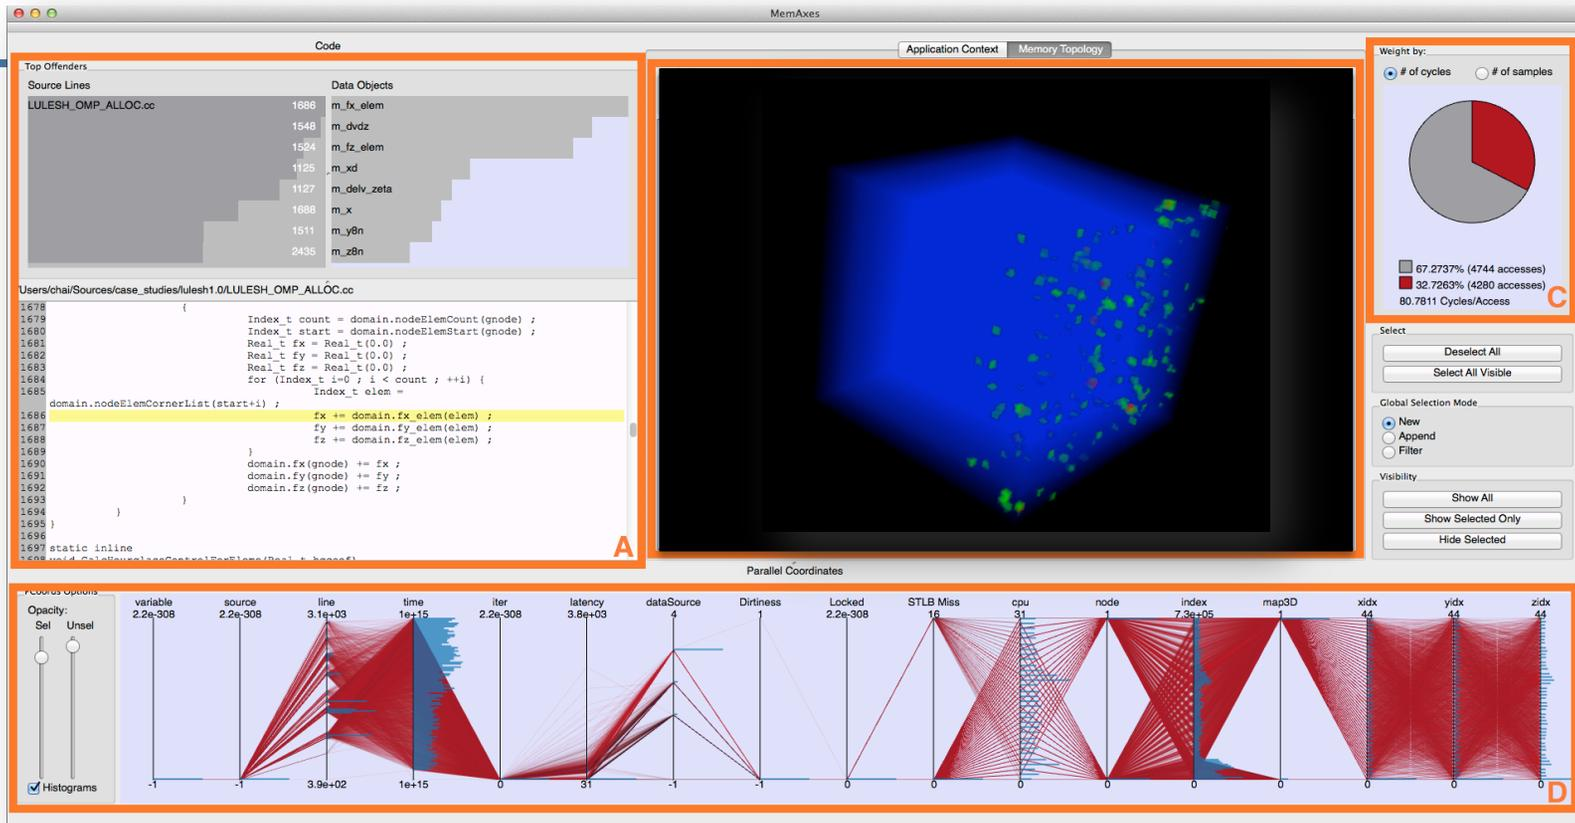 MemAxes
Code
Top Offenders
Source Lines
LULESH_OMP_ALLOC.cc 1686
1548
1524
1125
1127
1688
1511
2435
Data Objects
m_fx_elem
m_dvdz
m_fz_elem
m_xd
m_delv_zeta
m_x
m_y8n
m_z8n
/Users/chai/Sources/case_studies/lulesh1.0/LULESH_OMP_ALLOC.cc
1678 {
1679 Index_t count = domain.nodeElemCount(gnode) ;
1680 Index_t start = domain.nodeElemStart(gnode) ;
1681 Real_t fx = Real_t(0.0) ;
1682 Real_t fy = Real_t(0.0) ;
1683 Real_t fz = Real_t(0.0) ;
1684 for (Index_t i=0 ; i < count ; ++i) {
1685 Index_t elem =
domain.nodeElemCornerList(start+i) ;
1686 fx += domain.fx_elem(elem) ;
1687 fy += domain.fy_elem(elem) ;
1688 fz += domain.fz_elem(elem) ;
1689 }
1690 domain.fx(gnode) += fx ;
1691 domain.fy(gnode) += fy ;
1692 domain.fz(gnode) += fz ;
1693 }
1694 }
1695 }
1696
1697 static inline
A
Application Context Memory Topology
Weight by:
# of cycles # of samples
67.2737% (4744 accesses)
32.7263% (4280 accesses)
80.7811 Cycles/Access
C
Select
Deselect All
Select All Visible
Global Selection Mode
New
Append
Filter
Visibility
Show All
Show Selected Only
Hide Selected
Parallel Coordinates
PCoords Options
Opacity:
Sel Unsel
Histograms
variable source line time iter latency dataSource Dirtiness Locked STLB Miss cpu node index map3D xidx yidx zidx
2.2e-308 2.2e-308 3.1e+03 1e+15 2.2e-308 3.8e+03 4 1 2.2e-308 16 31 1 7.3e+05 1 44 44 44
-1 -1 3.9e+02 1e+15 0 31 -1 -1 0 0 0 0 0 0 0 0 0
D